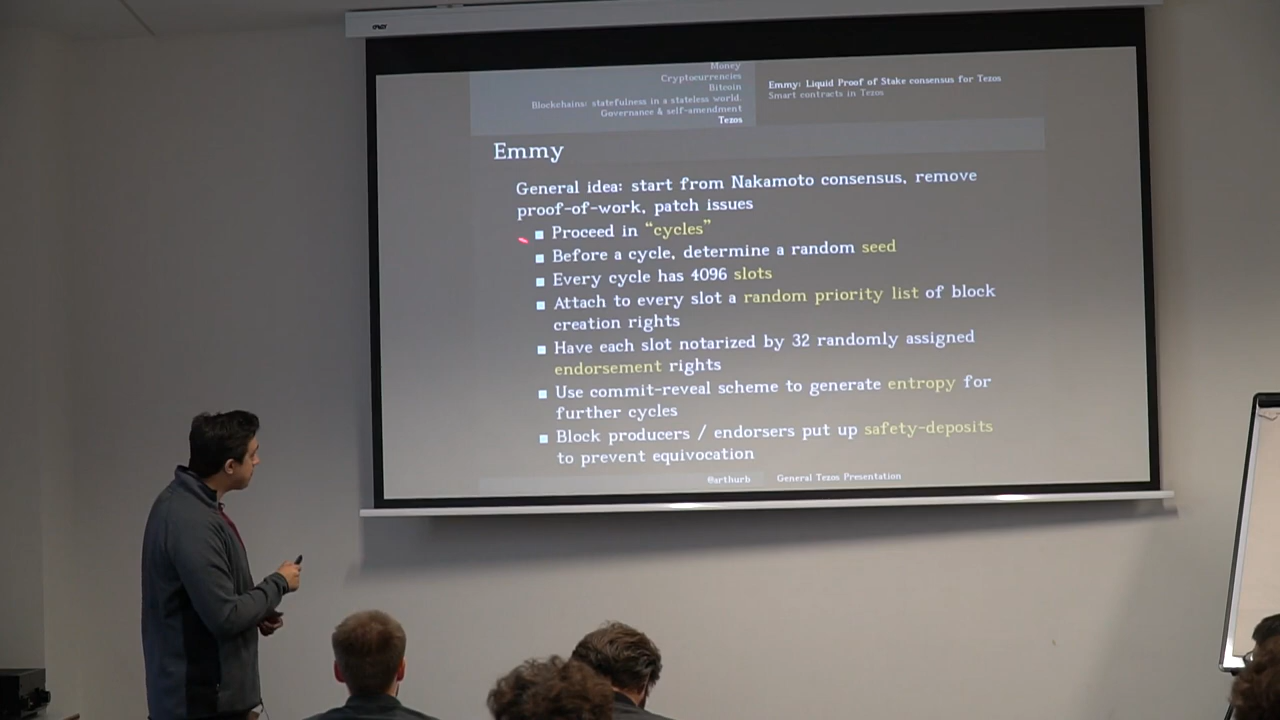 Money
Cryptocurrencies
Bitcoin
Blockchains: statefulness in a stateless world.
Governance & self-amendment
Tezos
Emmy: Liquid Proof of Stake consensus for Tezos
Smart contracts in Tezos
Emmy
General idea: start from Nakamoto consensus, remove
proof-of-work, patch issues
Proceed in “cycles”
Before a cycle, determine a random seed
Every cycle has 4096 slots
Attach to every slot a random priority list of block
creation rights
Have each slot notarized by 32 randomly assigned
endorsement rights
Use commit-reveal scheme to generate entropy for
further cycles
Block producers / endorsers put up safety-deposits
to prevent equivocation
@arthurb
General Tezos Presentation